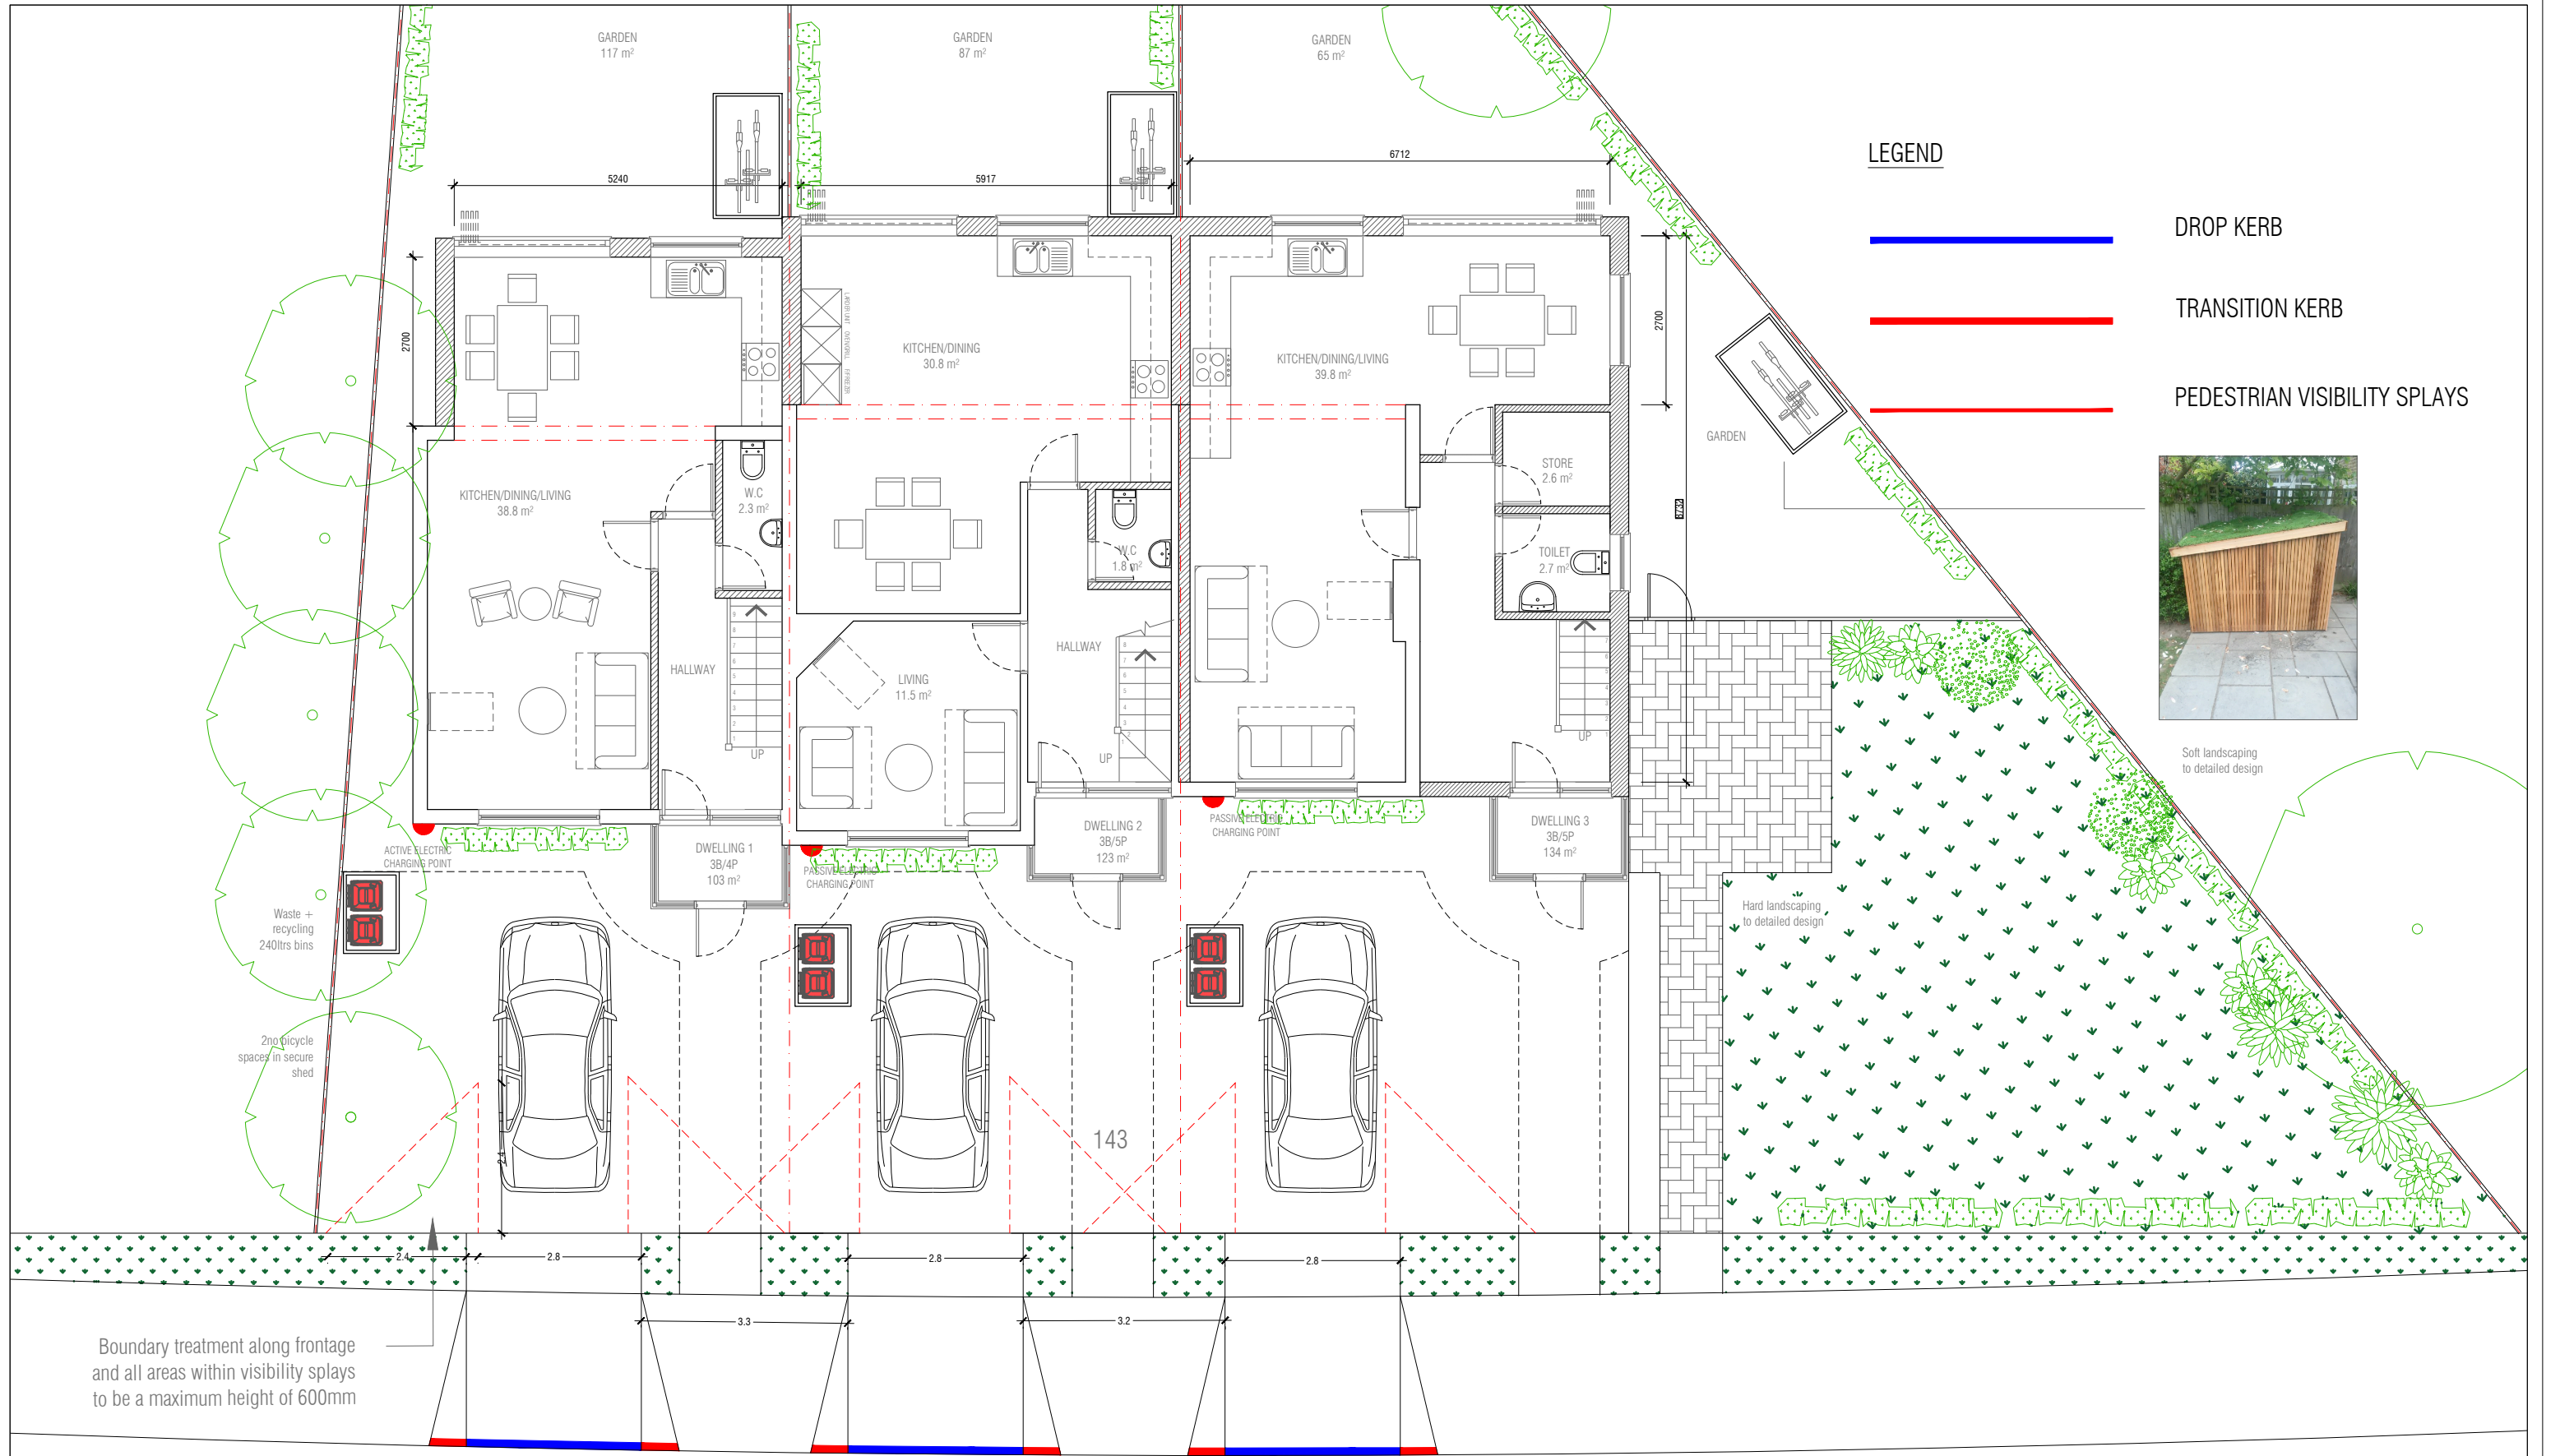 GARDEN
117 m²
GARDEN
87 m²
GARDEN
65 m²
LEGEND
DROP KERB
TRANSITION KERB
PEDESTRIAN VISIBILITY SPLAYS
5240
5917
6712
2700
2700
KITCHEN/DINING
30.8 m²
KITCHEN/DINING/LIVING
39.8 m²
GARDEN
STORE
2.6 m²
KITCHEN/DINING/LIVING
38.8 m²
W.C
2.3 m²
W.C
1.8 m²
TOILET
2.7 m²
HALLWAY
HALLWAY
LIVING
11.5 m²
UP
UP
UP
Soft landscaping
to detailed design
ACTIVE ELECTRIC
CHARGING POINT
DWELLING 1
3B/4P
103 m²
PASSIVE ELECTRIC
CHARGING POINT
DWELLING 2
3B/5P
123 m²
PASSIVE ELECTRIC
CHARGING POINT
DWELLING 3
3B/5P
134 m²
Waste +
recycling
240ltrs bins
Hard landscaping
to detailed design
2no bicycle
spaces in secure
shed
143
2.4
2.4
2.8
2.8
2.8
3.3
3.2
Boundary treatment along frontage
and all areas within visibility splays
to be a maximum height of 600mm